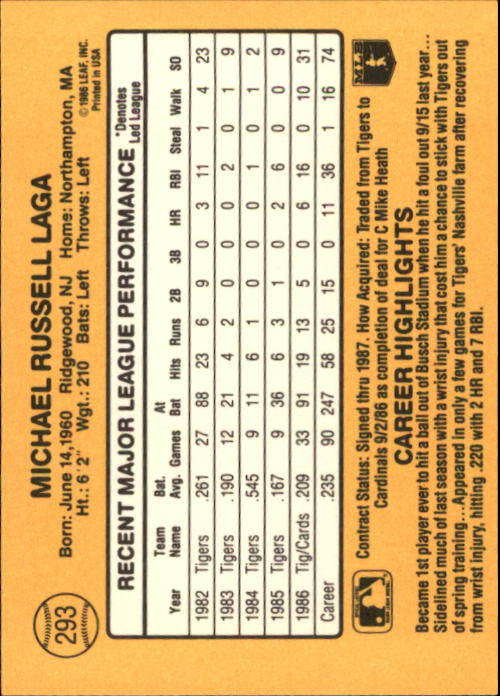 293
MICHAEL RUSSELL LAGA
Born: June 14, 1960 Ridgewood, NJ Home: Northampton, MA
Ht.: 6'2" Wgt.: 210 Bats: Left Throws: Left
© 1986 LEAF, INC.
Printed in USA
RECENT MAJOR LEAGUE PERFORMANCE *Denotes Led League
Year Team Name Bat. Avg. Games At Bat Hits Runs 2B 3B HR RBI Steal Walk SO
1982 Tigers .261 27 88 23 6 9 0 3 11 1 4 23
1983 Tigers .190 12 21 4 2 0 0 0 2 0 1 9
1984 Tigers .545 9 11 6 1 0 0 0 1 0 1 2
1985 Tigers .167 9 36 6 3 1 0 2 6 0 0 9
1986 Tig/Cards .209 33 91 19 13 5 0 6 16 0 10 31
Career .235 90 247 58 25 15 0 11 36 1 16 74
Contract Status: Signed thru 1987. How Acquired: Traded from Tigers to
Cardinals 9/2/86 as completion of deal for C Mike Heath
MLB
CAREER HIGHLIGHTS
Became 1st player ever to hit a ball out of Busch Stadium when he hit a foul out 9/15 last year...
Sidelined much of last season with a wrist injury that cost him a chance to stick with Tigers out
of spring training...Appeared in only a few games for Tigers' Nashville farm after recovering
from wrist injury, hitting .220 with 2 HR and 7 RBI.